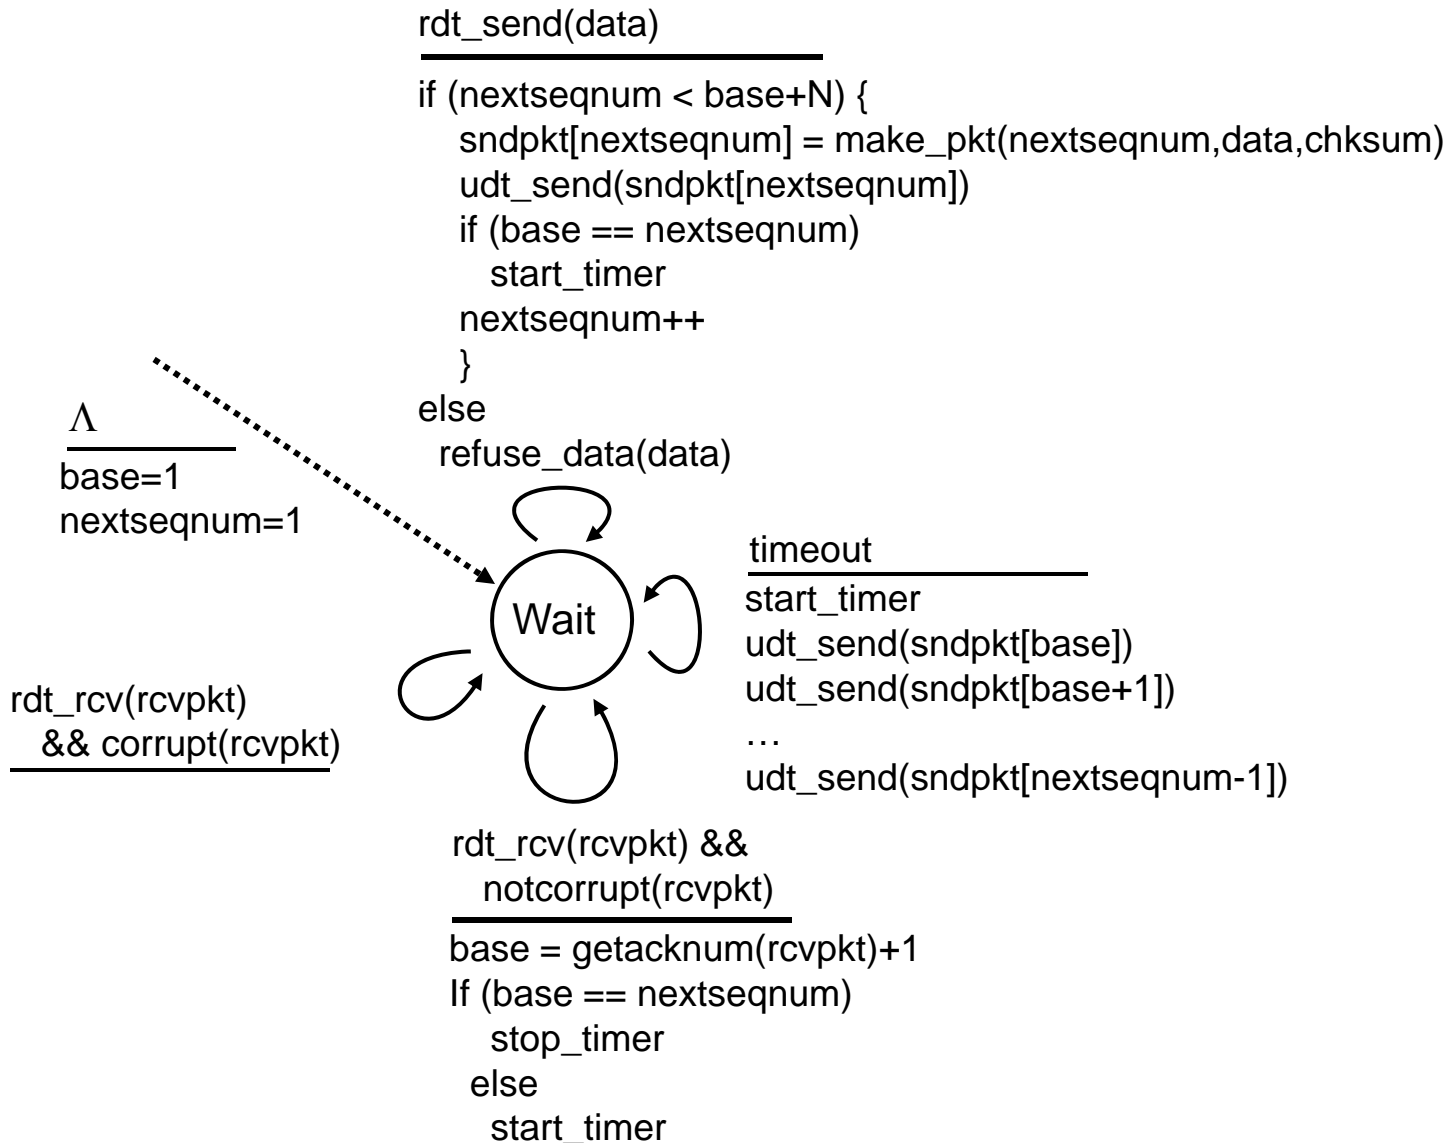 rdt_send(data)
if (nextseqnum < base+N) {
sndpkt[nextseqnum] = make_pkt(nextseqnum,data,chksum)
udt_send(sndpkt[nextseqnum])
if (base == nextseqnum)
start_timer
nextseqnum++
}
else
refuse_data(data)
Λ
base=1
nextseqnum=1
Wait
timeout
start_timer
udt_send(sndpkt[base])
udt_send(sndpkt[base+1])
…
udt_send(sndpkt[nextseqnum-1])
rdt_rcv(rcvpkt)
&& corrupt(rcvpkt)
rdt_rcv(rcvpkt) &&
notcorrupt(rcvpkt)
base = getacknum(rcvpkt)+1
If (base == nextseqnum)
stop_timer
else
start_timer